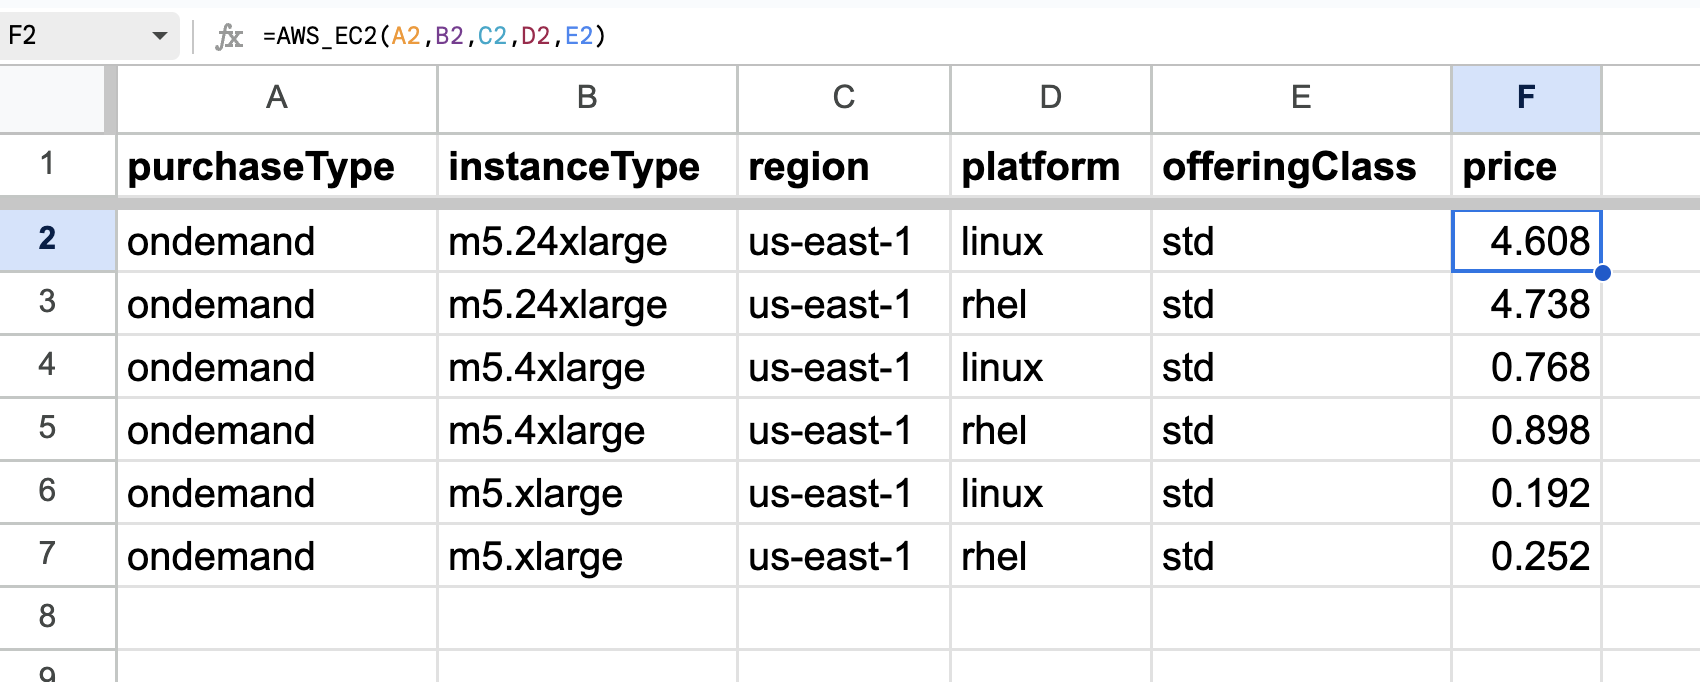 F2 fx =AWS_EC2(A2,B2,C2,D2,E2)
A B C D E F
1 purchaseType instanceType region platform offeringClass price
2 ondemand m5.24xlarge us-east-1 linux std 4.608
3 ondemand m5.24xlarge us-east-1 rhel std 4.738
4 ondemand m5.4xlarge us-east-1 linux std 0.768
5 ondemand m5.4xlarge us-east-1 rhel std 0.898
6 ondemand m5.xlarge us-east-1 linux std 0.192
7 ondemand m5.xlarge us-east-1 rhel std 0.252
8
9